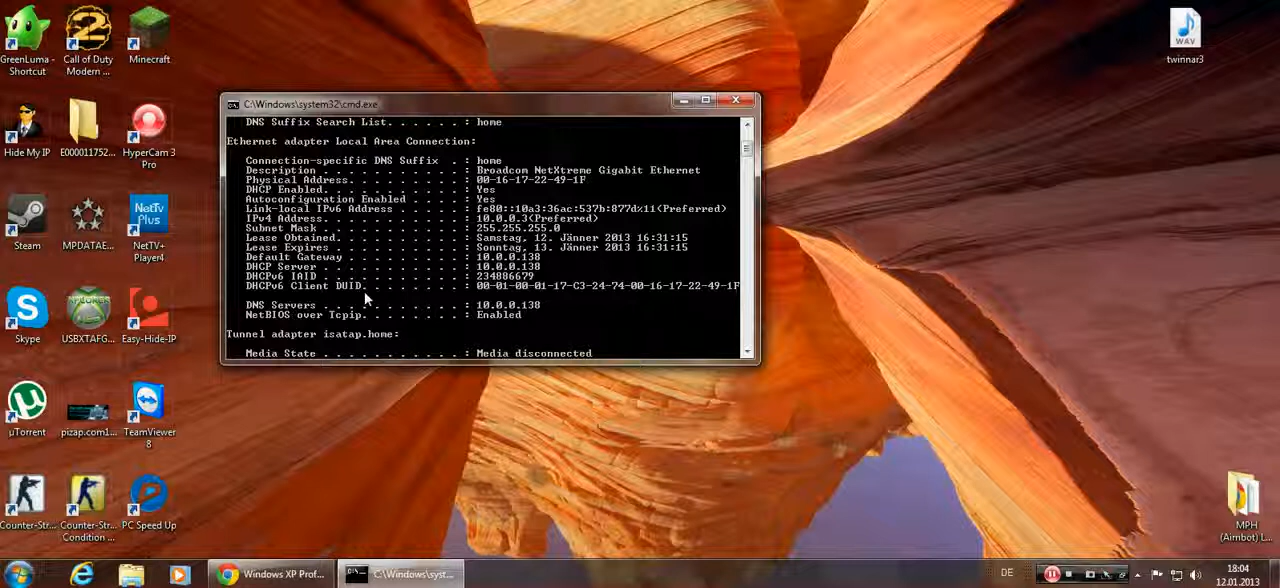 GreenLuma - Shortcut
Call of Duty Modern ...
Minecraft
Hide My IP
E000011752...
HyperCam 3 Pro
Steam
MPDATAE...
NetTv Plus
NetTV+ Player4
Skype
USBXTAFG...
Easy-Hide-IP
µTorrent
pizap.com1...
TeamViewer 8
Counter-Str...
Counter-Str... Condition ...
PC Speed Up
WAV
twinnar3
MPH (Aimbot) L...
C:\Windows\system32\cmd.exe
DNS Suffix Search List. . . . . . : home
Ethernet adapter Local Area Connection:
Connection-specific DNS Suffix  . : home
Description . . . . . . . . . . . : Broadcom NetXtreme Gigabit Ethernet
Physical Address. . . . . . . . . : 00-16-17-22-49-1F
DHCP Enabled. . . . . . . . . . . : Yes
Autoconfiguration Enabled . . . . : Yes
Link-local IPv6 Address . . . . . : fe80::10a3:36ac:537b:877d%11(Preferred)
IPv4 Address. . . . . . . . . . . : 10.0.0.3(Preferred)
Subnet Mask . . . . . . . . . . . : 255.255.255.0
Lease Obtained. . . . . . . . . . : Samstag, 12. Jänner 2013 16:31:15
Lease Expires . . . . . . . . . . : Sonntag, 13. Jänner 2013 16:31:15
Default Gateway . . . . . . . . . : 10.0.0.138
DHCP Server . . . . . . . . . . . : 10.0.0.138
DHCPv6 IAID . . . . . . . . . . . : 234886679
DHCPv6 Client DUID. . . . . . . . : 00-01-00-01-17-C3-24-74-00-16-17-22-49-1F
DNS Servers . . . . . . . . . . . : 10.0.0.138
NetBIOS over Tcpip. . . . . . . . : Enabled
Tunnel adapter isatap.home:
Media State . . . . . . . . . . . : Media disconnected
Windows XP Prof...
C:\Windows\syst...
DE
18:04
12.01.2013